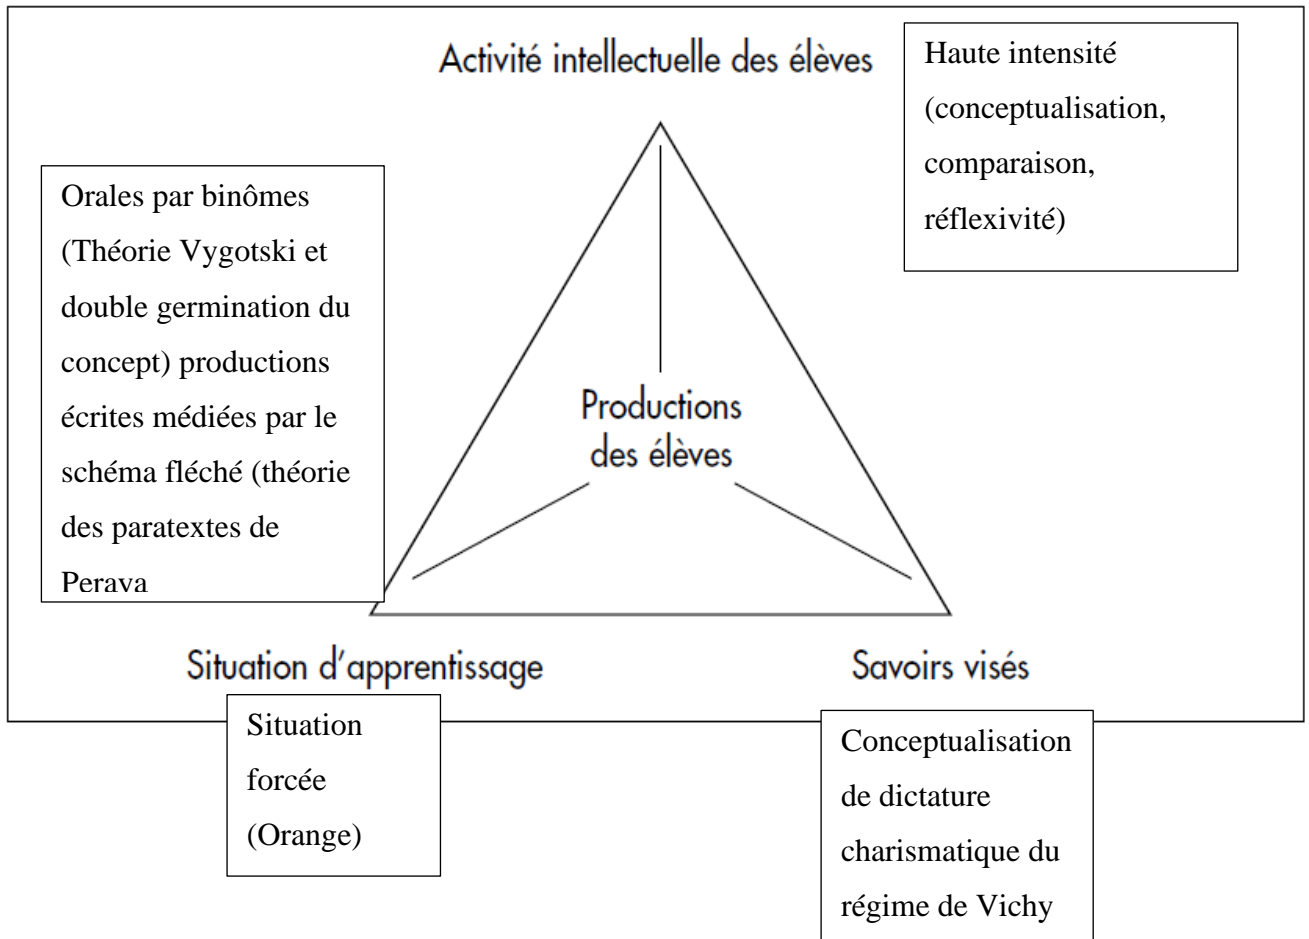 Activité intellectuelle des élèves
Haute intensité
(conceptualisation,
comparaison,
réflexivité)
Orales par binômes
(Théorie Vygotski et
double germination du
concept) productions
écrites médiées par le
schéma fléché (théorie
des paratextes de
Perava
Productions
des élèves
Situation d'apprentissage
Situation
forcée
(Orange)
Savoirs visés
Conceptualisation
de dictature
charismatique du
régime de Vichy